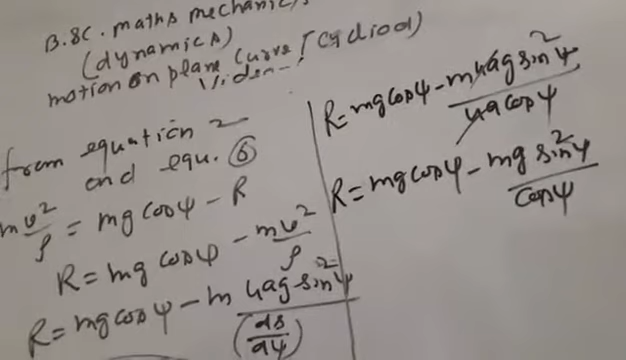 B.Sc. maths mechanics
(dynamics)
motion on plane curve (cycliod)
from equation 2
and equ. ⑥
mv²/ρ = mg cosψ - R
R = mg cosψ - mv²/ρ
R = mg cosψ - m 4ag sin²ψ/(ds/dψ)
R = mg cosψ - m4ag sin²ψ/4a cosψ
R = mg cosψ - mg sin²ψ/cosψ